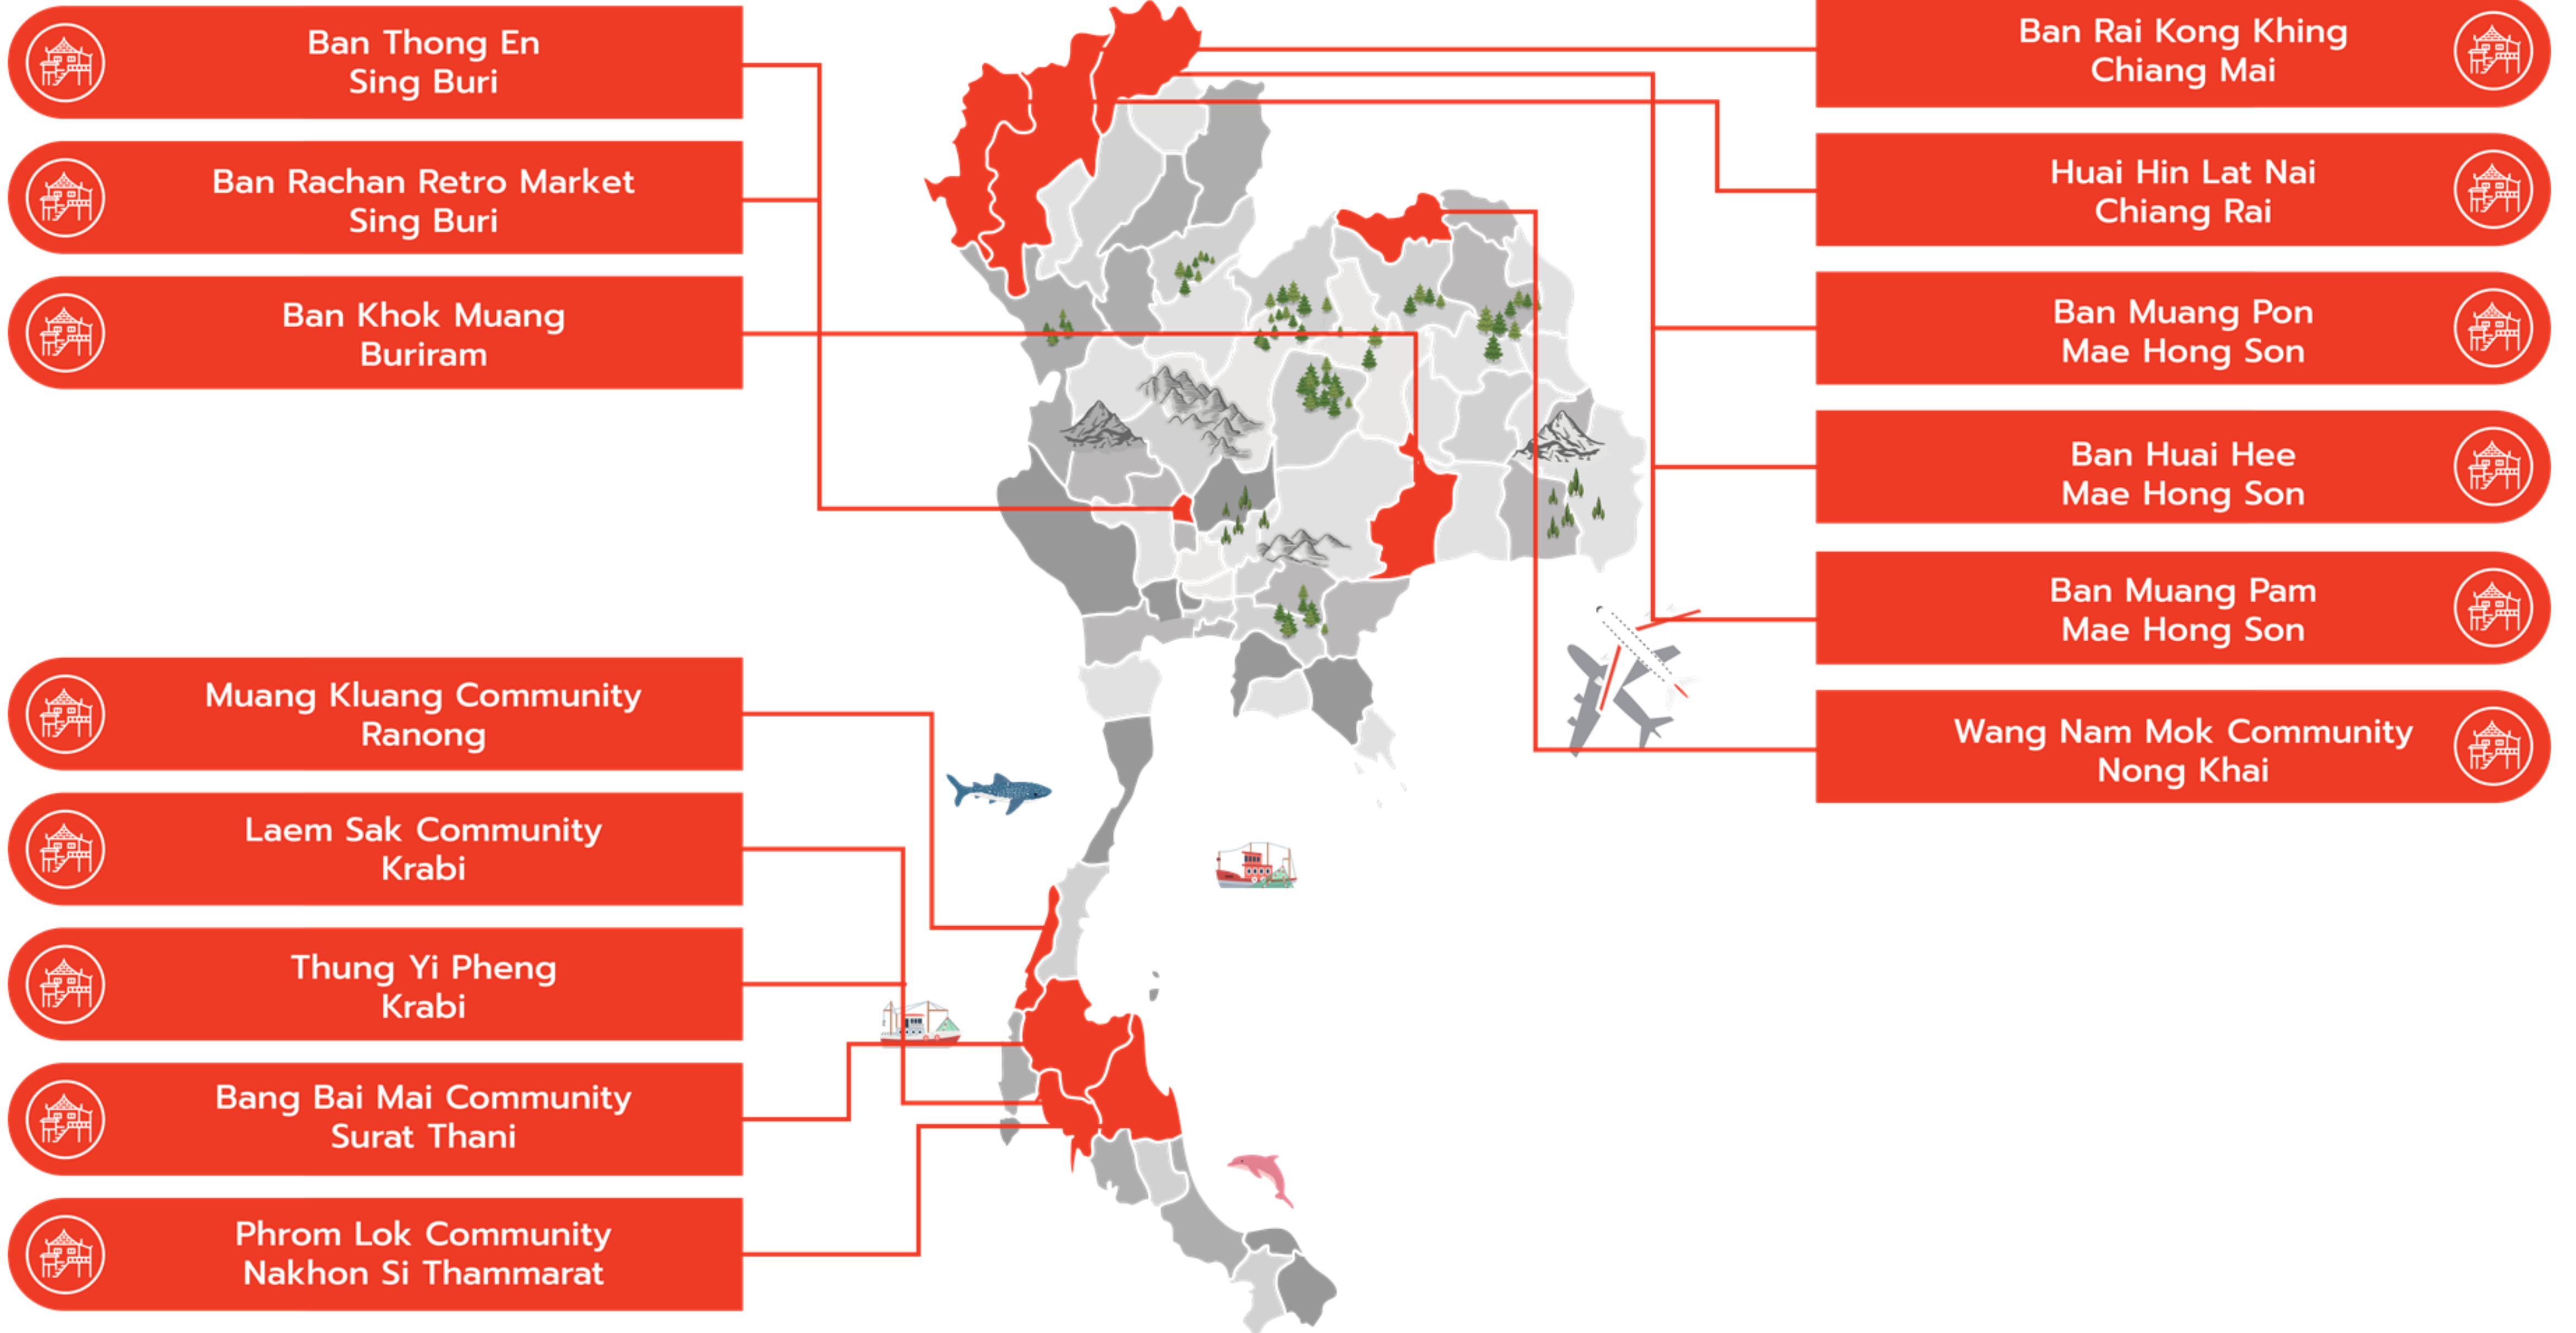 Ban Thong En
Sing Buri
Ban Rachan Retro Market
Sing Buri
Ban Khok Muang
Buriram
Muang Kluang Community
Ranong
Laem Sak Community
Krabi
Thung Yi Pheng
Krabi
Bang Bai Mai Community
Surat Thani
Phrom Lok Community
Nakhon Si Thammarat
Ban Rai Kong Khing
Chiang Mai
Huai Hin Lat Nai
Chiang Rai
Ban Muang Pon
Mae Hong Son
Ban Huai Hee
Mae Hong Son
Ban Muang Pam
Mae Hong Son
Wang Nam Mok Community
Nong Khai